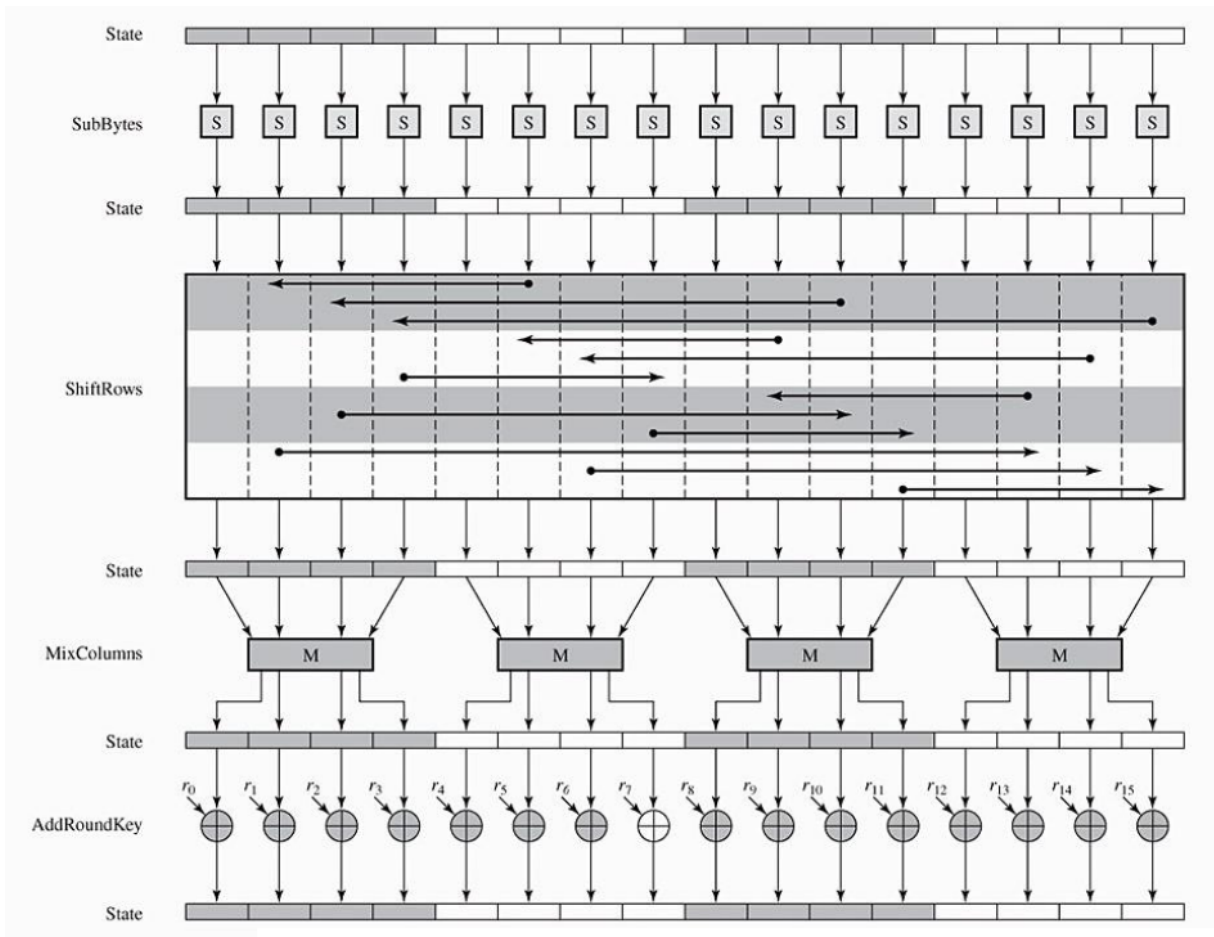 State
SubBytes
S S S S S S S S S S S S S S S S
State
ShiftRows
State
MixColumns
M M M M
State
r0 r1 r2 r3 r4 r5 r6 r7 r8 r9 r10 r11 r12 r13 r14 r15
AddRoundKey
State